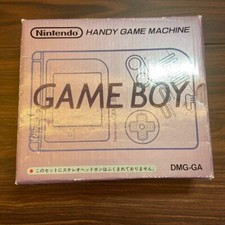 Nintendo HANDY GAME MACHINE
GAME BOY
このセットにステレオヘッドホンはふくまれておりません。
DMG-GA